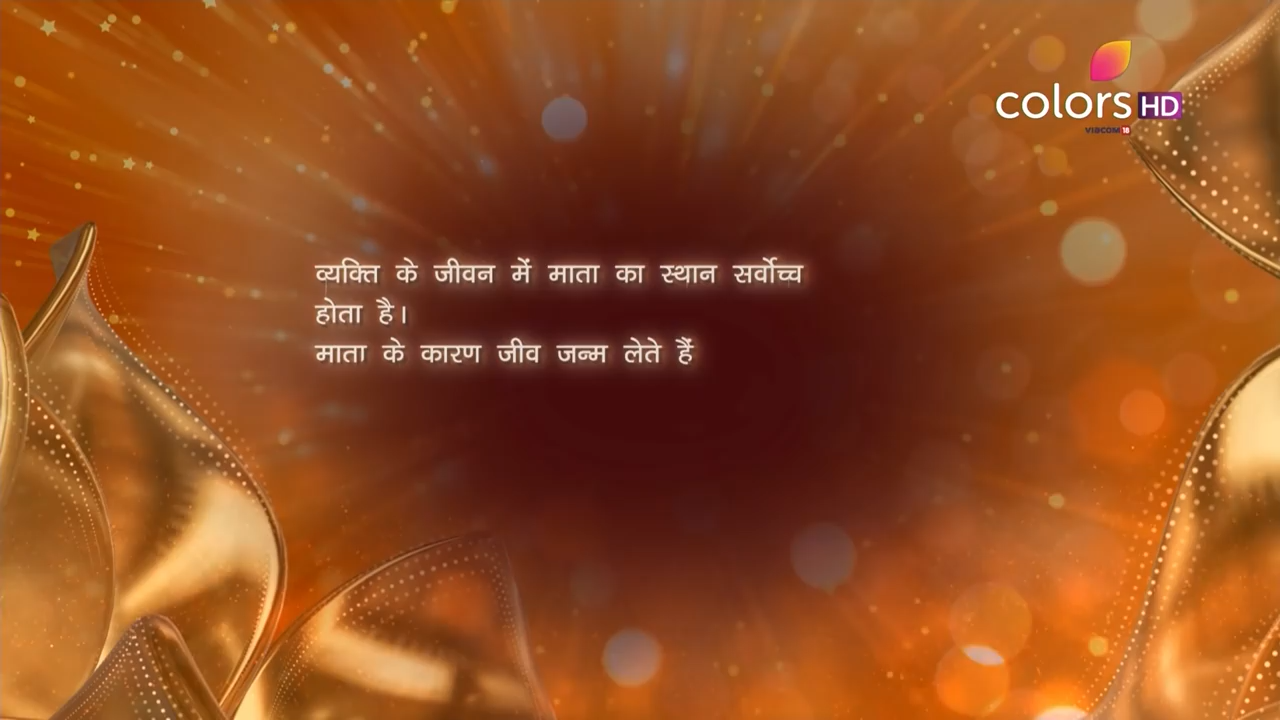 colors HD
VIACOM 18
व्यक्ति के जीवन में माता का स्थान सर्वोच्च
होता है।
माता के कारण जीव जन्म लेते हैं